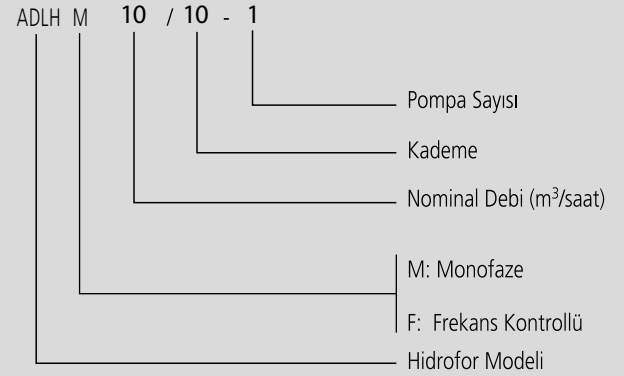 ADLH M 10 / 10 - 1
Pompa Sayısı
Kademe
Nominal Debi (m³/saat)
M: Monofaze
F: Frekans Kontrollü
Hidrofor Modeli